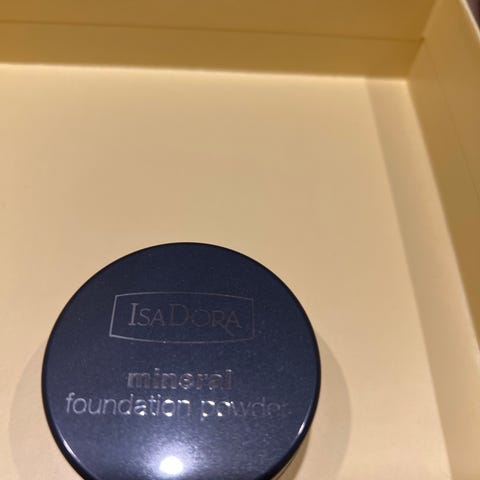 ISADORA
mineral
foundation powder